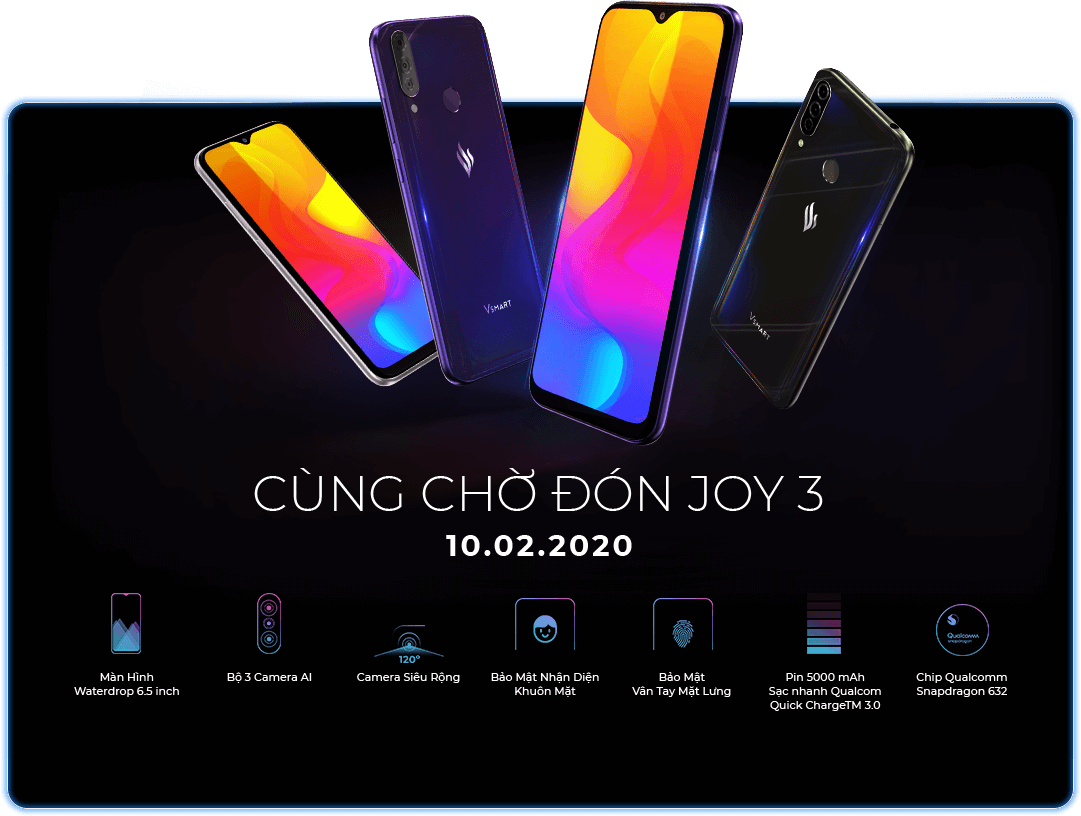 VSMART
VSMART
CÙNG CHỜ ĐÓN JOY 3
10.02.2020
120°
Qualcomm
snapdragon
Màn Hình
Waterdrop 6.5 inch
Bộ 3 Camera AI
Camera Siêu Rộng
Bảo Mật Nhận Diện
Khuôn Mặt
Bảo Mật
Vân Tay Mặt Lưng
Pin 5000 mAh
Sạc nhanh Qualcom
Quick ChargeTM 3.0
Chip Qualcomm
Snapdragon 632